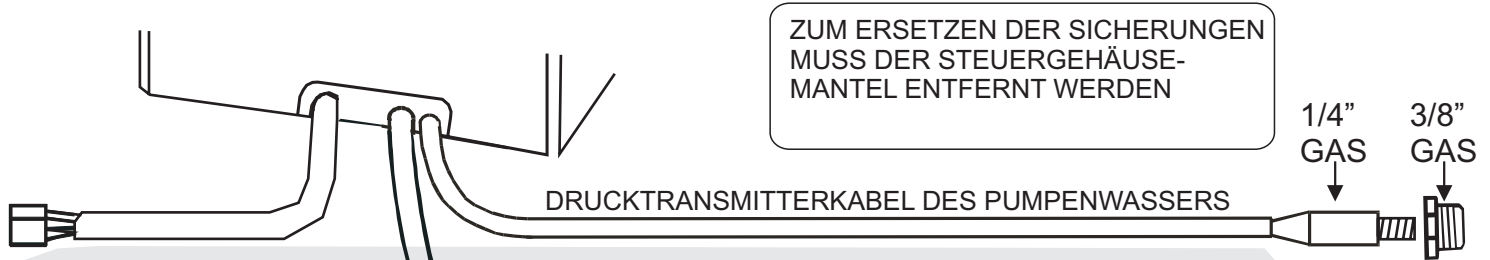 ZUM ERSETZEN DER SICHERUNGEN
MUSS DER STEUERGEHÄUSE-
MANTEL ENTFERNT WERDEN
1/4” 3/8”
GAS GAS
DRUCKTRANSMITTERKABEL DES PUMPENWASSERS